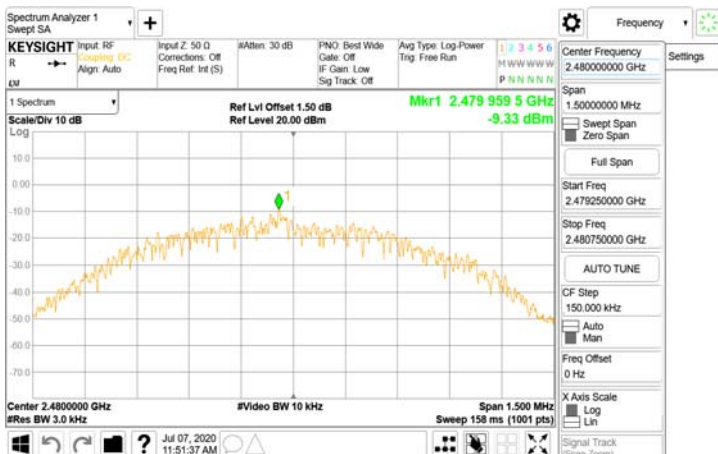 Spectrum Analyzer 1
Swept SA
Frequency
KEYSIGHT
R
Input: RF
Coupling: DC
Align: Auto
Input Z: 50 Ω
Corrections: Off
Freq Ref: Int (S)
#Atten: 30 dB
PNO: Best Wide
Gate: Off
IF Gain: Low
Sig Track: Off
Avg Type: Log-Power
Trig: Free Run
1 2 3 4 5 6
M W W W W W
P N N N N N
1 Spectrum
Scale/Div 10 dB
Log
Ref Lvl Offset 1.50 dB
Ref Level 20.00 dBm
Mkr1 2.479 959 5 GHz
-9.33 dBm
10.0
0.00
-10.0
-20.0
-30.0
-40.0
-50.0
-60.0
-70.0
1
Center 2.4800000 GHz
#Res BW 3.0 kHz
#Video BW 10 kHz
Span 1.500 MHz
Sweep 158 ms (1001 pts)
?
Jul 07, 2020
11:51:37 AM
Center Frequency
2.480000000 GHz
Settings
Span
1.50000000 MHz
Swept Span
Zero Span
Full Span
Start Freq
2.479250000 GHz
Stop Freq
2.480750000 GHz
AUTO TUNE
CF Step
150.000 kHz
Auto
Man
Freq Offset
0 Hz
X Axis Scale
Log
Lin
Signal Track